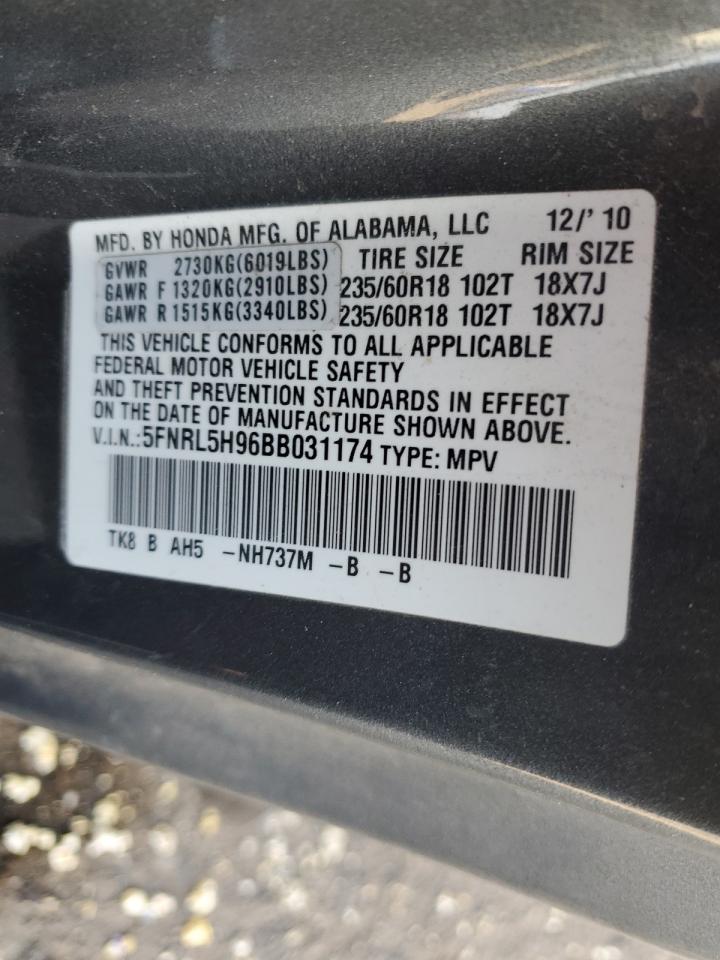 MFD. BY HONDA MFG. OF ALABAMA, LLC 12/'10
GVWR 2730KG(6019LBS) TIRE SIZE RIM SIZE
GAWR F 1320KG(2910LBS) 235/60R18 102T 18X7J
GAWR R 1515KG(3340LBS) 235/60R18 102T 18X7J
THIS VEHICLE CONFORMS TO ALL APPLICABLE
FEDERAL MOTOR VEHICLE SAFETY
AND THEFT PREVENTION STANDARDS IN EFFECT
ON THE DATE OF MANUFACTURE SHOWN ABOVE.
V.I.N.:5FNRL5H96BB031174 TYPE: MPV
TK8 B AH5 -NH737M -B -B